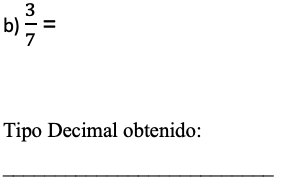 b) 3/7 =
Tipo Decimal obtenido: